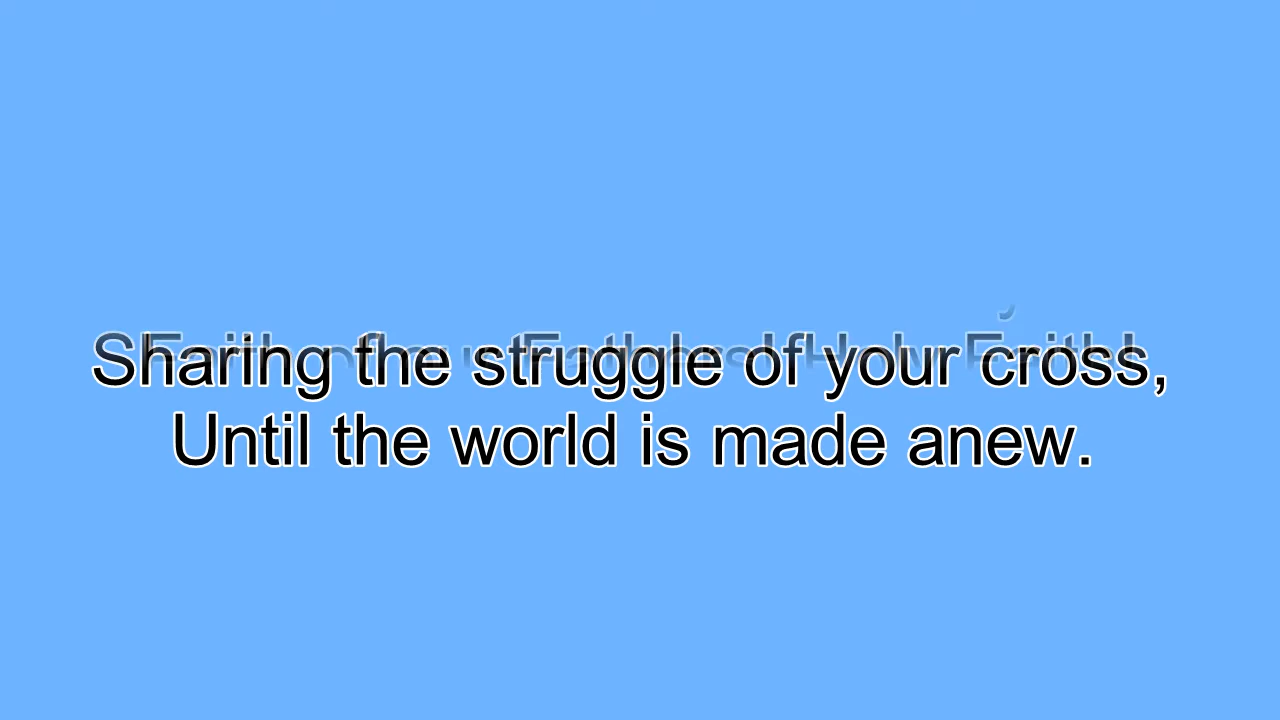 Sharing the struggle of your cross,
Until the world is made anew.